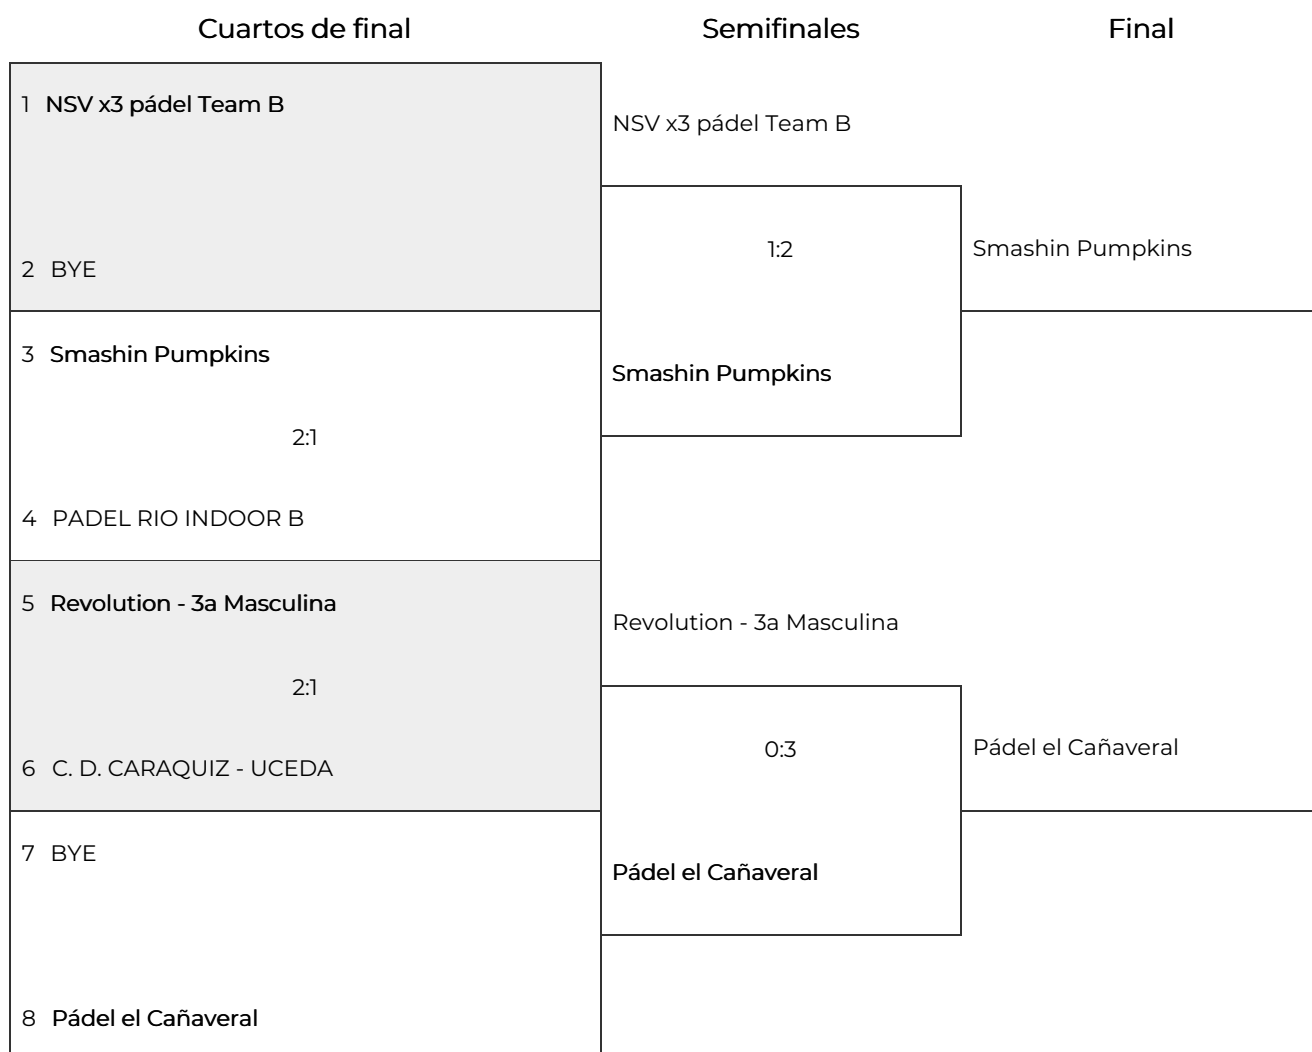 Cuartos de final
Semifinales
Final
1 NSV x3 pádel Team B
2 BYE
3 Smashin Pumpkins
2:1
4 PADEL RIO INDOOR B
5 Revolution - 3a Masculina
2:1
6 C. D. CARAQUIZ - UCEDA
7 BYE
8 Pádel el Cañaveral
NSV x3 pádel Team B
1:2
Smashin Pumpkins
Revolution - 3a Masculina
0:3
Pádel el Cañaveral
Smashin Pumpkins
Pádel el Cañaveral